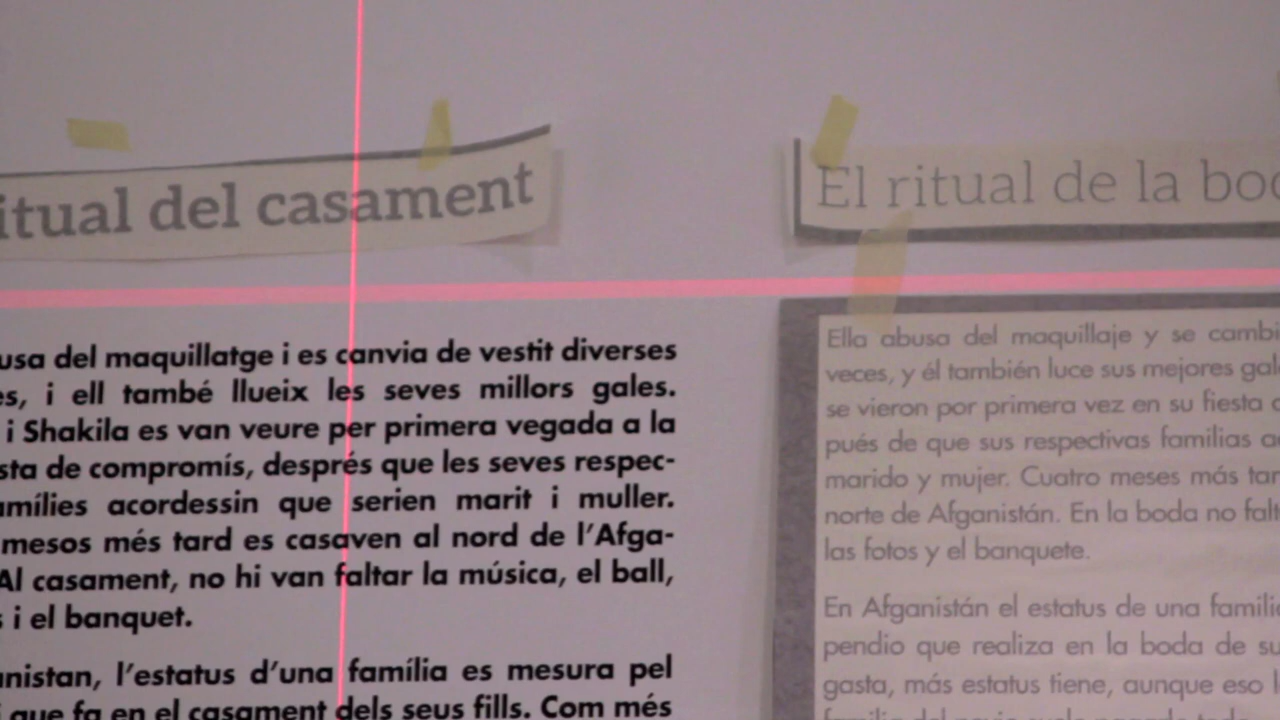 itual del casament
usa del maquillatge i es canvia de vestit diverses
es, i ell també llueix les seves millors gales.
i Shakila es van veure per primera vegada a la
sta de compromís, després que les seves respec-
amílies acordessin que serien marit i muller.
mesos més tard es casaven al nord de l'Afga-
Al casament, no hi van faltar la música, el ball,
s i el banquet.
anistan, l'estatus d'una família es mesura pel
i que fa en el casament dels seus fills. Com més
El ritual de la bo
Ella abusa del maquillaje y se cambi
veces, y él también luce sus mejores gal
se vieron por primera vez en su fiesta
pués de que sus respectivas familias a
marido y mujer. Cuatro meses más tar
norte de Afganistán. En la boda no falt
las fotos y el banquete.
En Afganistán el estatus de una famili
pendio que realiza en la boda de su
gasta, más estatus tiene, aunque eso l